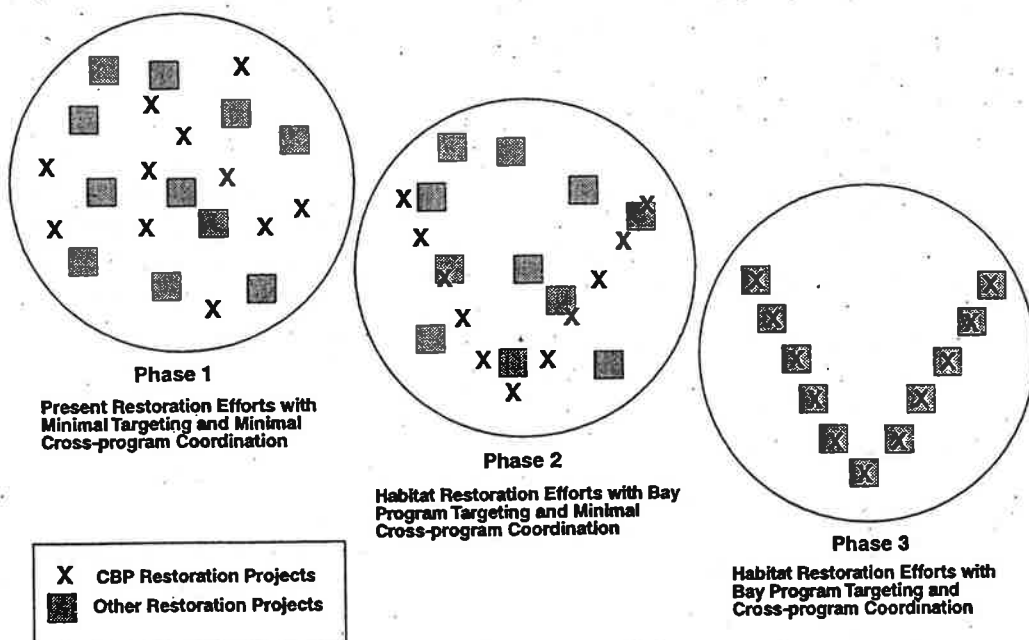 Phase 1
Present Restoration Efforts with
Minimal Targeting and Minimal
Cross-program Coordination
Phase 2
Habitat Restoration Efforts with Bay
Program Targeting and Minimal
Cross-program Coordination
Phase 3
Habitat Restoration Efforts with
Bay Program Targeting and
Cross-program Coordination
X CBP Restoration Projects
Other Restoration Projects